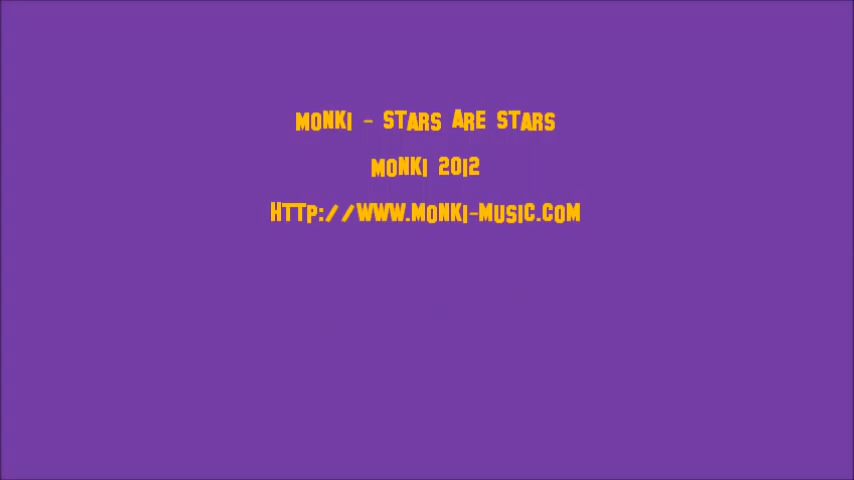 MONKI - STARS ARE STARS
MONKI 2012
HTTP://WWW.MONKI-MUSIC.COM